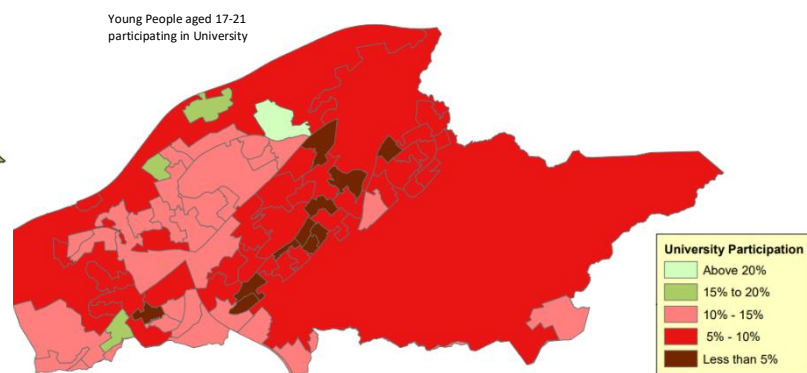 Young People aged 17-21
participating in University
University Participation
Above 20%
15% to 20%
10% - 15%
5% - 10%
Less than 5%